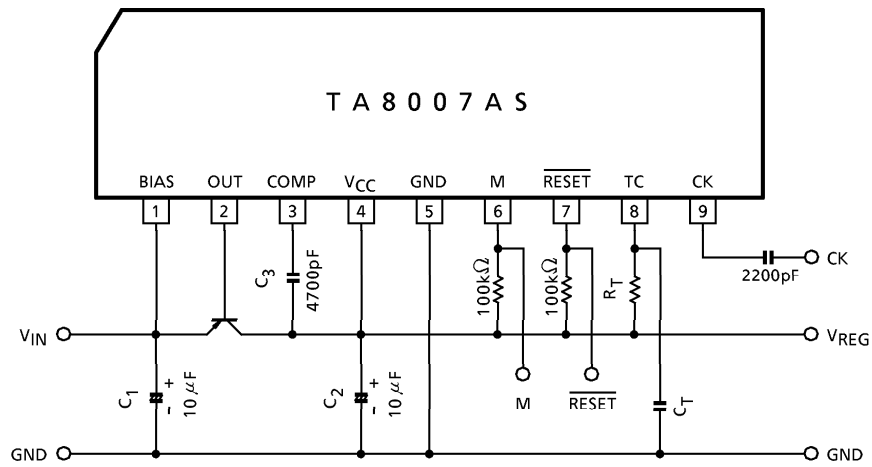 TA8007AS
BIAS OUT COMP VCC GND M RESET TC CK
1 2 3 4 5 6 7 8 9
C3 4700pF
100kΩ
100kΩ
RT
2200pF
CK
VIN
VREG
C1 + - 10μF
C2 + - 10μF
M
RESET
CT
GND
GND